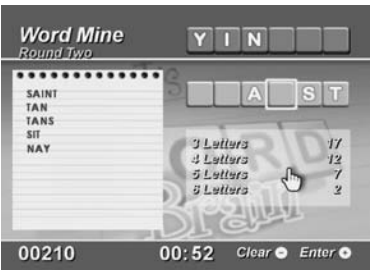 Word Mine
Round Two
Y I N
A S T
SAINT
TAN
TANS
SIT
NAY
3 Letters 17
4 Letters 12
5 Letters 7
6 Letters 2
00210
00:52
Clear
Enter